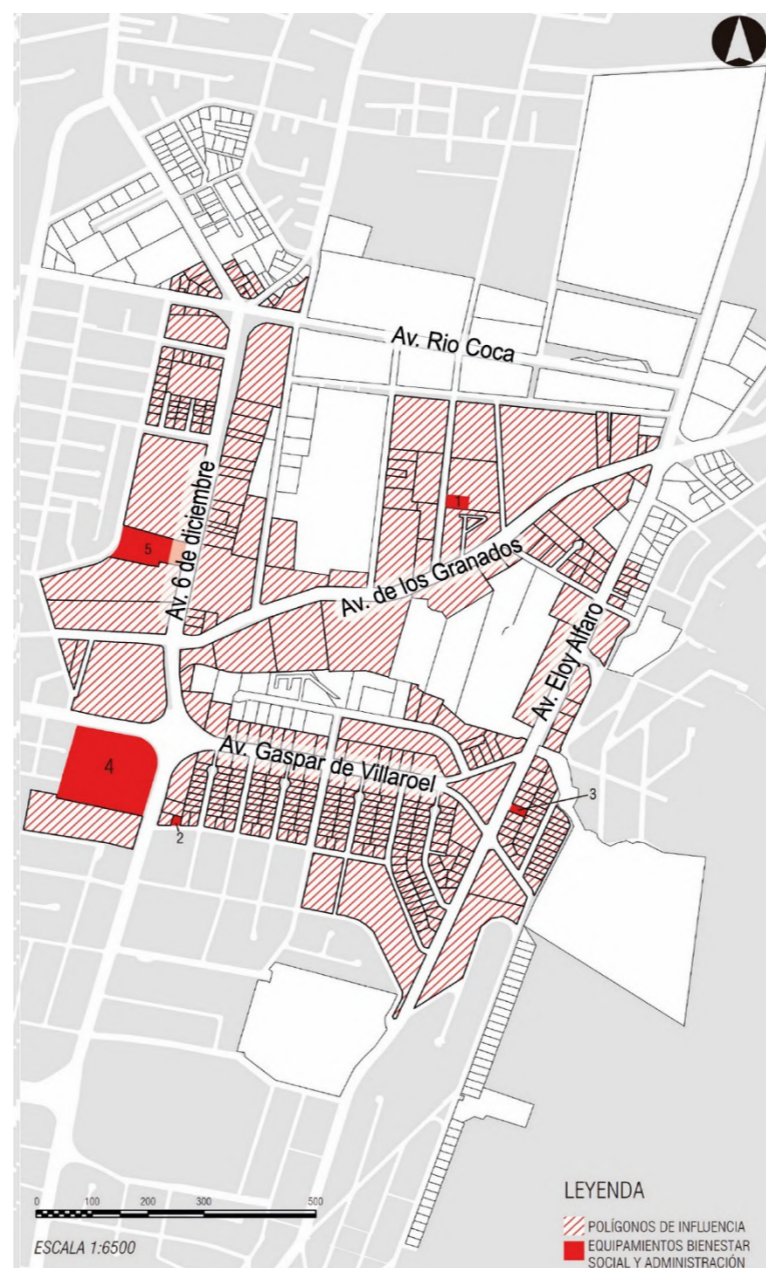 Av. Rio Coca
Av. 6 de diciembre
1
5
Av. de los Granados
Av. Eloy Alfaro
Av. Gaspar de Villaroel
4
3
2
LEYENDA
0 100 200 300 500
POLÍGONOS DE INFLUENCIA
EQUIPAMIENTOS BIENESTAR
SOCIAL Y ADMINISTRACIÓN
ESCALA 1:6500